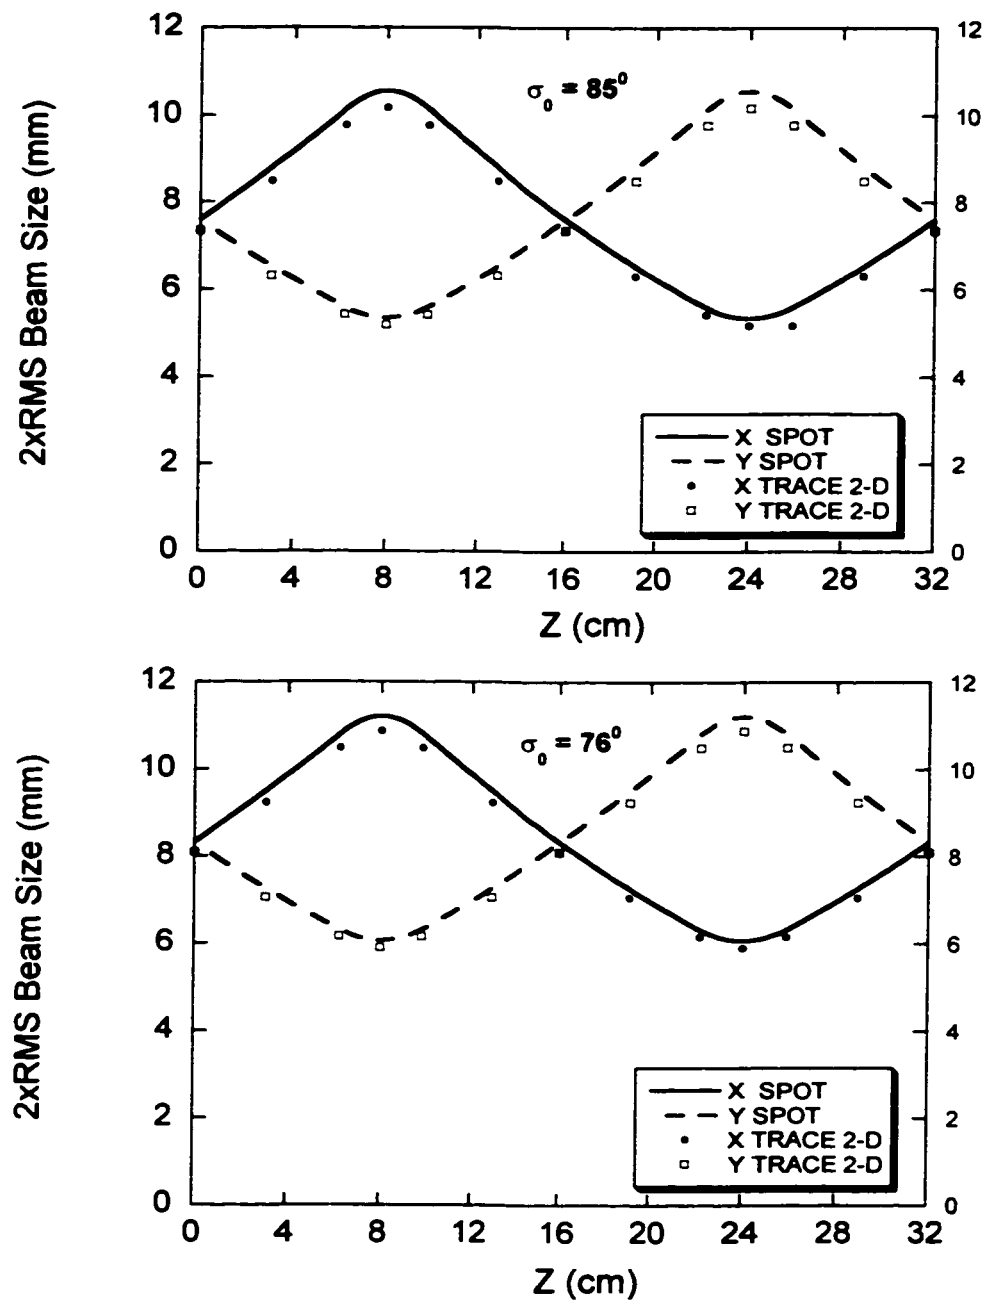 12
10
8
6
4
2
0
2xRMS Beam Size (mm)
σ₀ = 85⁰
12
10
8
6
4
2
0
X SPOT
Y SPOT
X TRACE 2-D
Y TRACE 2-D
0 4 8 12 16 20 24 28 32
Z (cm)
12
10
8
6
4
2
0
2xRMS Beam Size (mm)
σ₀ = 76⁰
12
10
8
6
4
2
0
X SPOT
Y SPOT
X TRACE 2-D
Y TRACE 2-D
0 4 8 12 16 20 24 28 32
Z (cm)